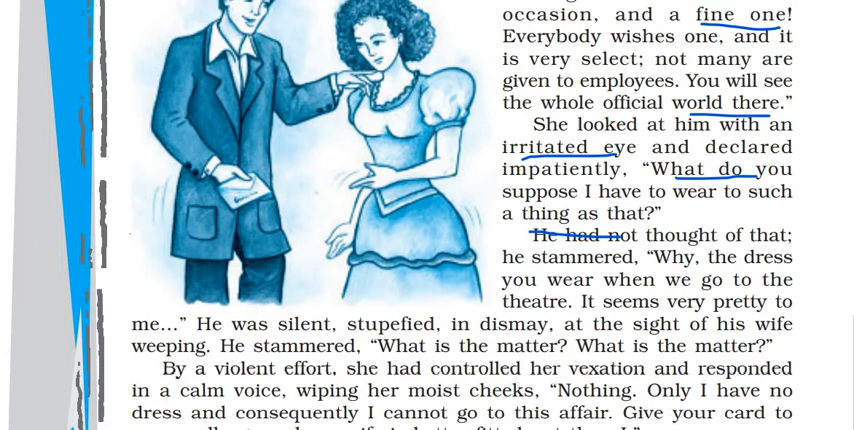 occasion, and a fine one!
Everybody wishes one, and it
is very select; not many are
given to employees. You will see
the whole official world there.”
She looked at him with an
irritated eye and declared
impatiently, “What do you
suppose I have to wear to such
a thing as that?”
He had not thought of that;
he stammered, “Why, the dress
you wear when we go to the
theatre. It seems very pretty to
me...” He was silent, stupefied, in dismay, at the sight of his wife
weeping. He stammered, “What is the matter? What is the matter?”
By a violent effort, she had controlled her vexation and responded
in a calm voice, wiping her moist cheeks, “Nothing. Only I have no
dress and consequently I cannot go to this affair. Give your card to